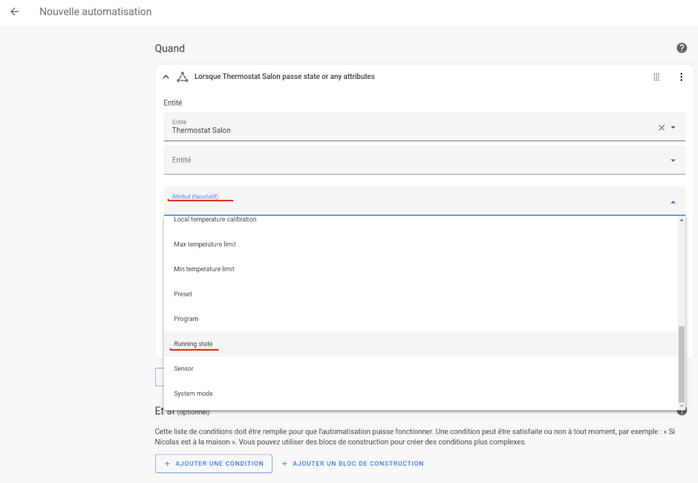 Nouvelle automatisation
Quand
Lorsque Thermostat Salon passe state or any attributes
Entité
Entité
Thermostat Salon
Entité
Attribut (facultatif)
Local temperature calibration
Max temperature limit
Min temperature limit
Preset
Program
Running state
Sensor
System mode
Et si (optionnel)
Cette liste de conditions doit être remplie pour que l'automatisation puisse fonctionner. Une condition peut être satisfaite ou non à tout moment, par exemple : « Si
Nicolas est à la maison ». Vous pouvez utiliser des blocs de construction pour créer des conditions plus complexes.
+ AJOUTER UNE CONDITION + AJOUTER UN BLOC DE CONSTRUCTION